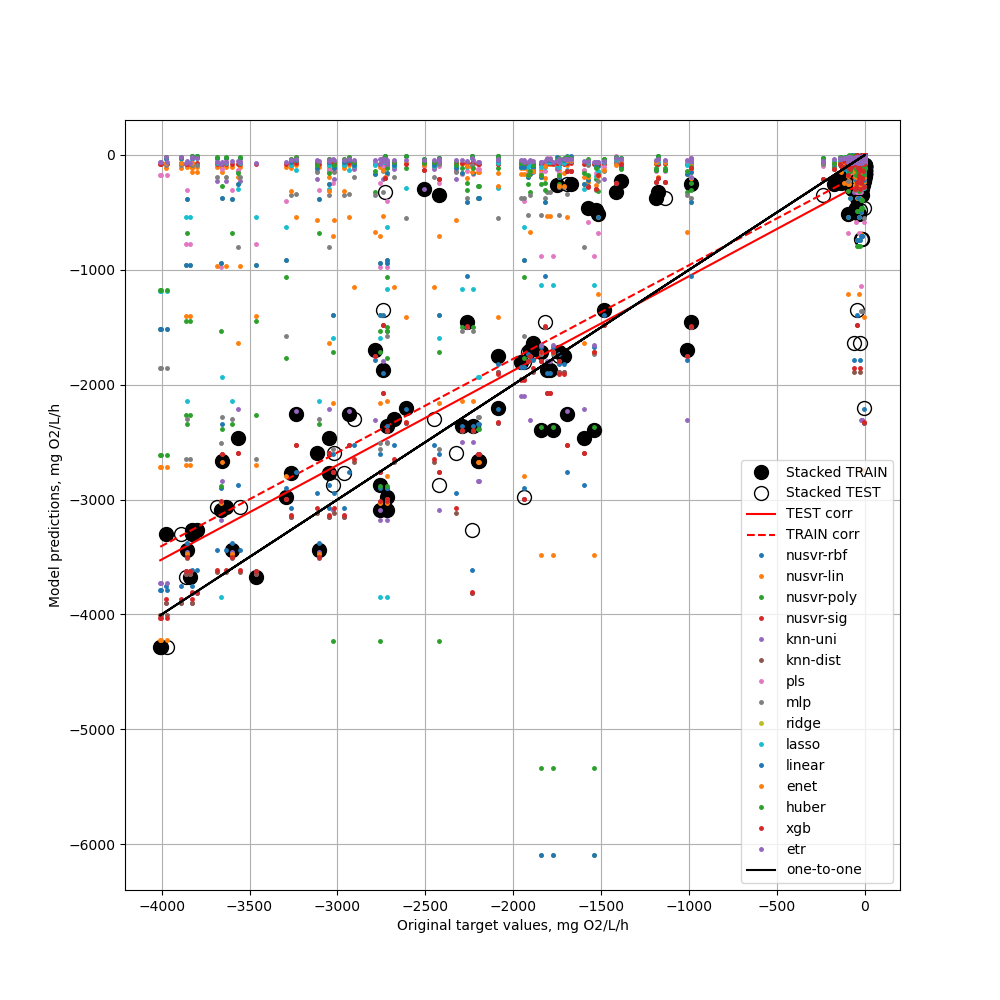 0
−1000
−2000
−3000
−4000
−5000
−6000
Model predictions, mg O2/L/h
−4000 −3500 −3000 −2500 −2000 −1500 −1000 −500 0
Original target values, mg O2/L/h
Stacked TRAIN
Stacked TEST
TEST corr
TRAIN corr
nusvr-rbf
nusvr-lin
nusvr-poly
nusvr-sig
knn-uni
knn-dist
pls
mlp
ridge
lasso
linear
enet
huber
xgb
etr
one-to-one